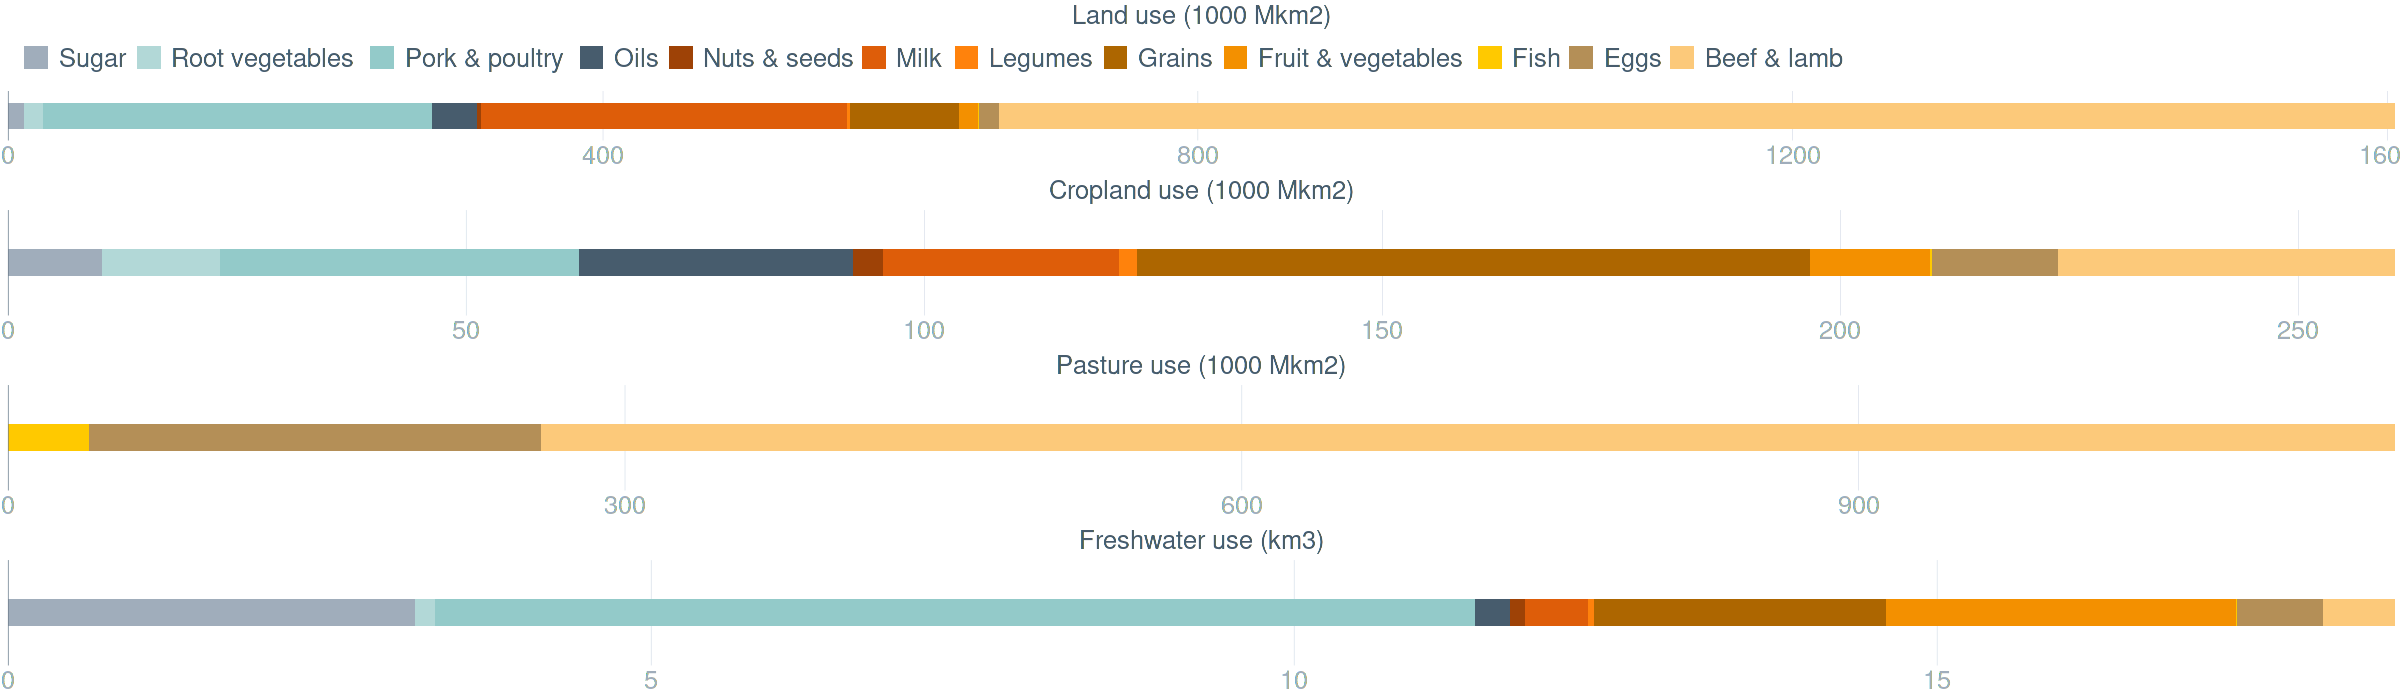 Land use (1000 Mkm2)
Sugar Root vegetables Pork & poultry Oils Nuts & seeds Milk Legumes Grains Fruit & vegetables Fish Eggs Beef & lamb
0 400 800 1200 160
Cropland use (1000 Mkm2)
0 50 100 150 200 250
Pasture use (1000 Mkm2)
0 300 600 900
Freshwater use (km3)
0 5 10 15